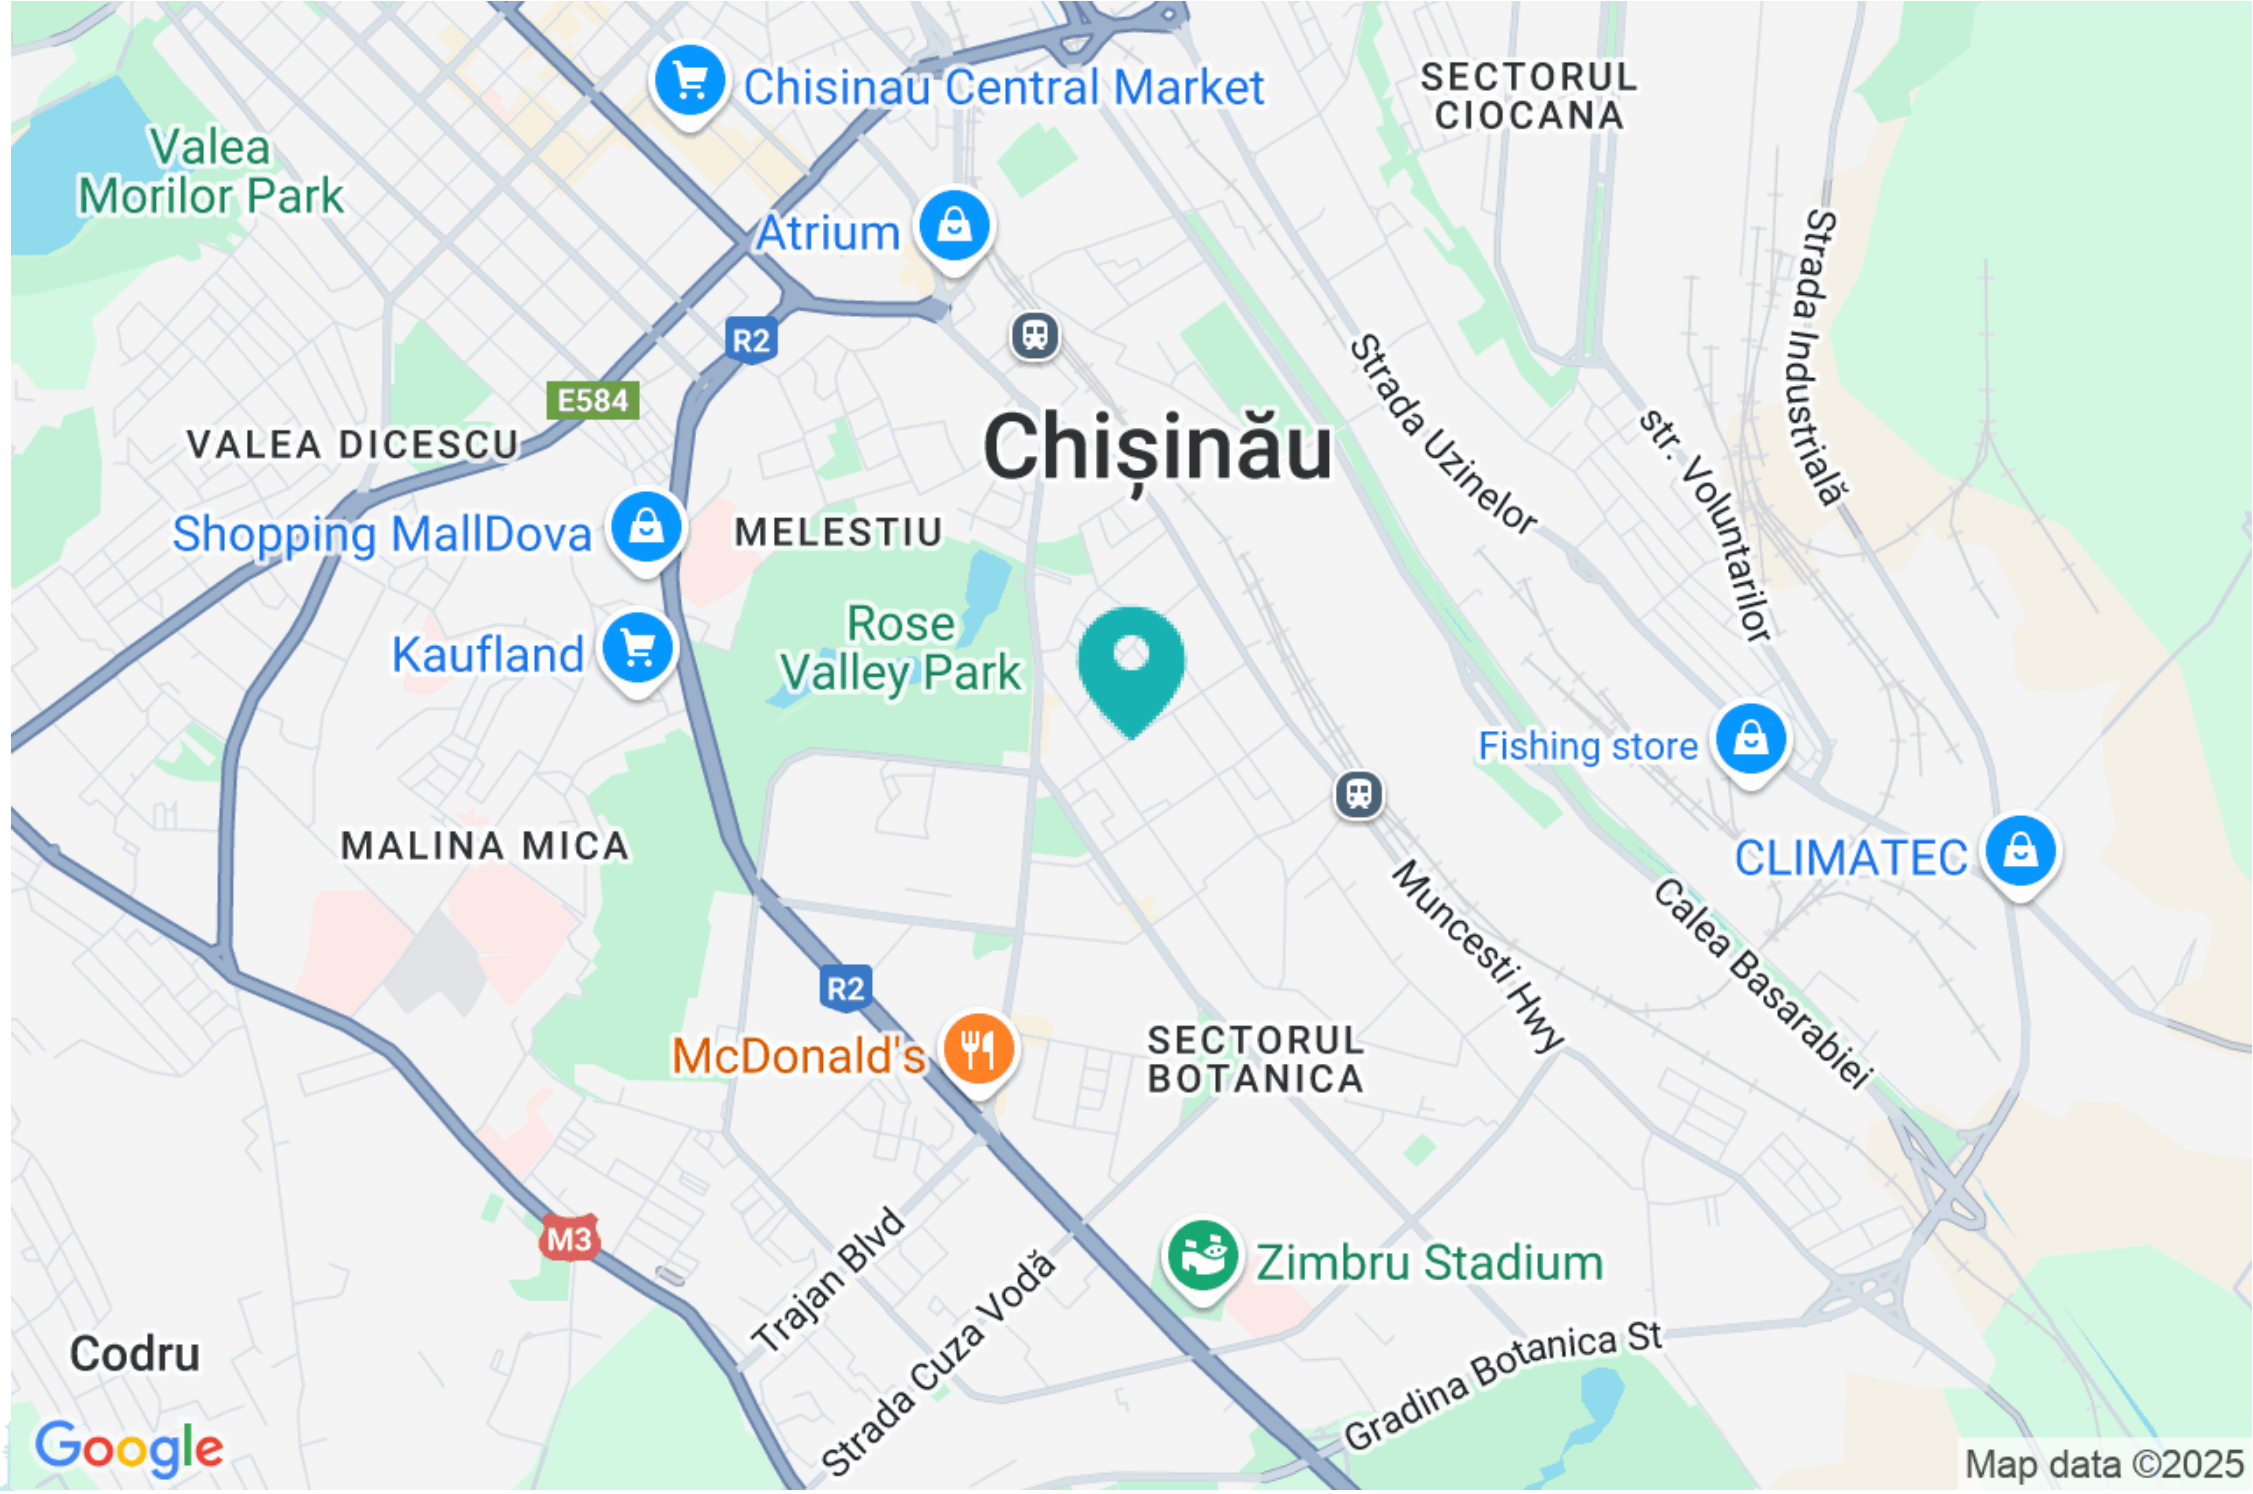 Chisinau Central Market
SECTORUL
CIOCANA
Valea
Morilor Park
Atrium
Strada Industrială
R2
Strada Uzinelor
E584
str. Voluntarilor
VALEA DICESCU
Chișinău
Shopping MallDova
MELESTIU
Rose
Valley Park
Kaufland
Fishing store
MALINA MICA
CLIMATEC
Muncesti Hwy
Calea Basarabiei
R2
McDonald's
SECTORUL
BOTANICA
M3
Trajan Blvd
Strada Cuza Vodă
Zimbru Stadium
Gradina Botanica St
Codru
Google
Map data ©2025